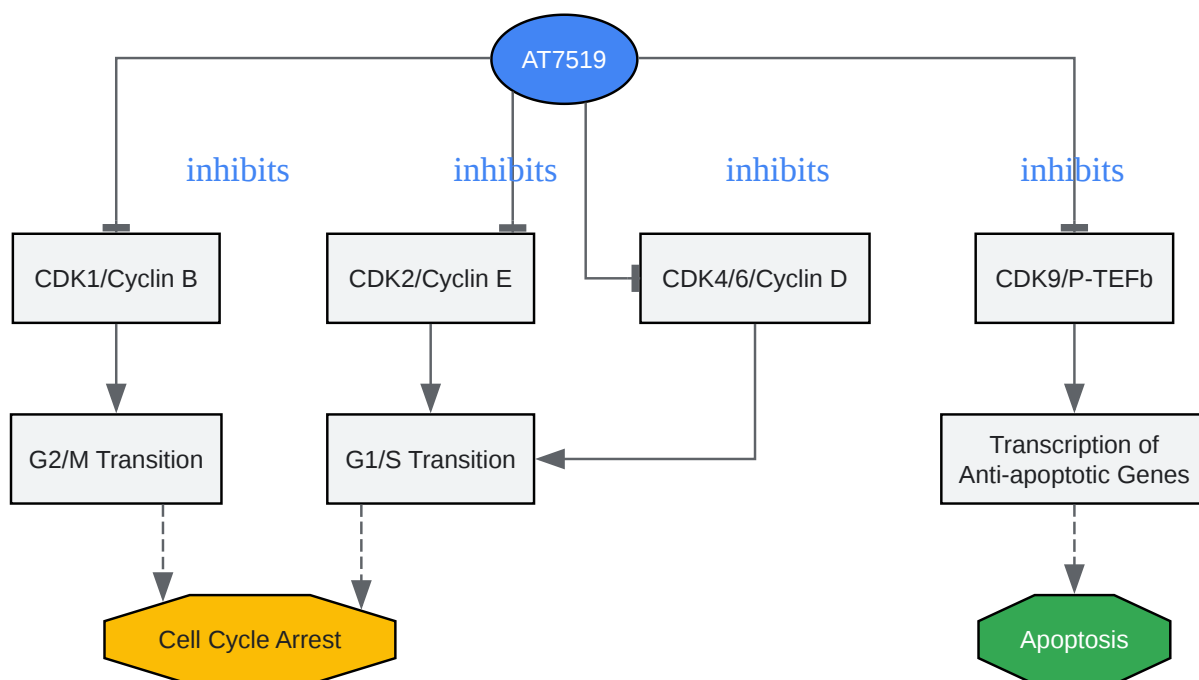 AT7519
inhibits
inhibits
inhibits
inhibits
CDK1/Cyclin B
CDK2/Cyclin E
CDK4/6/Cyclin D
CDK9/P-TEFb
G2/M Transition
G1/S Transition
Transcription of
Anti-apoptotic Genes
Cell Cycle Arrest
Apoptosis